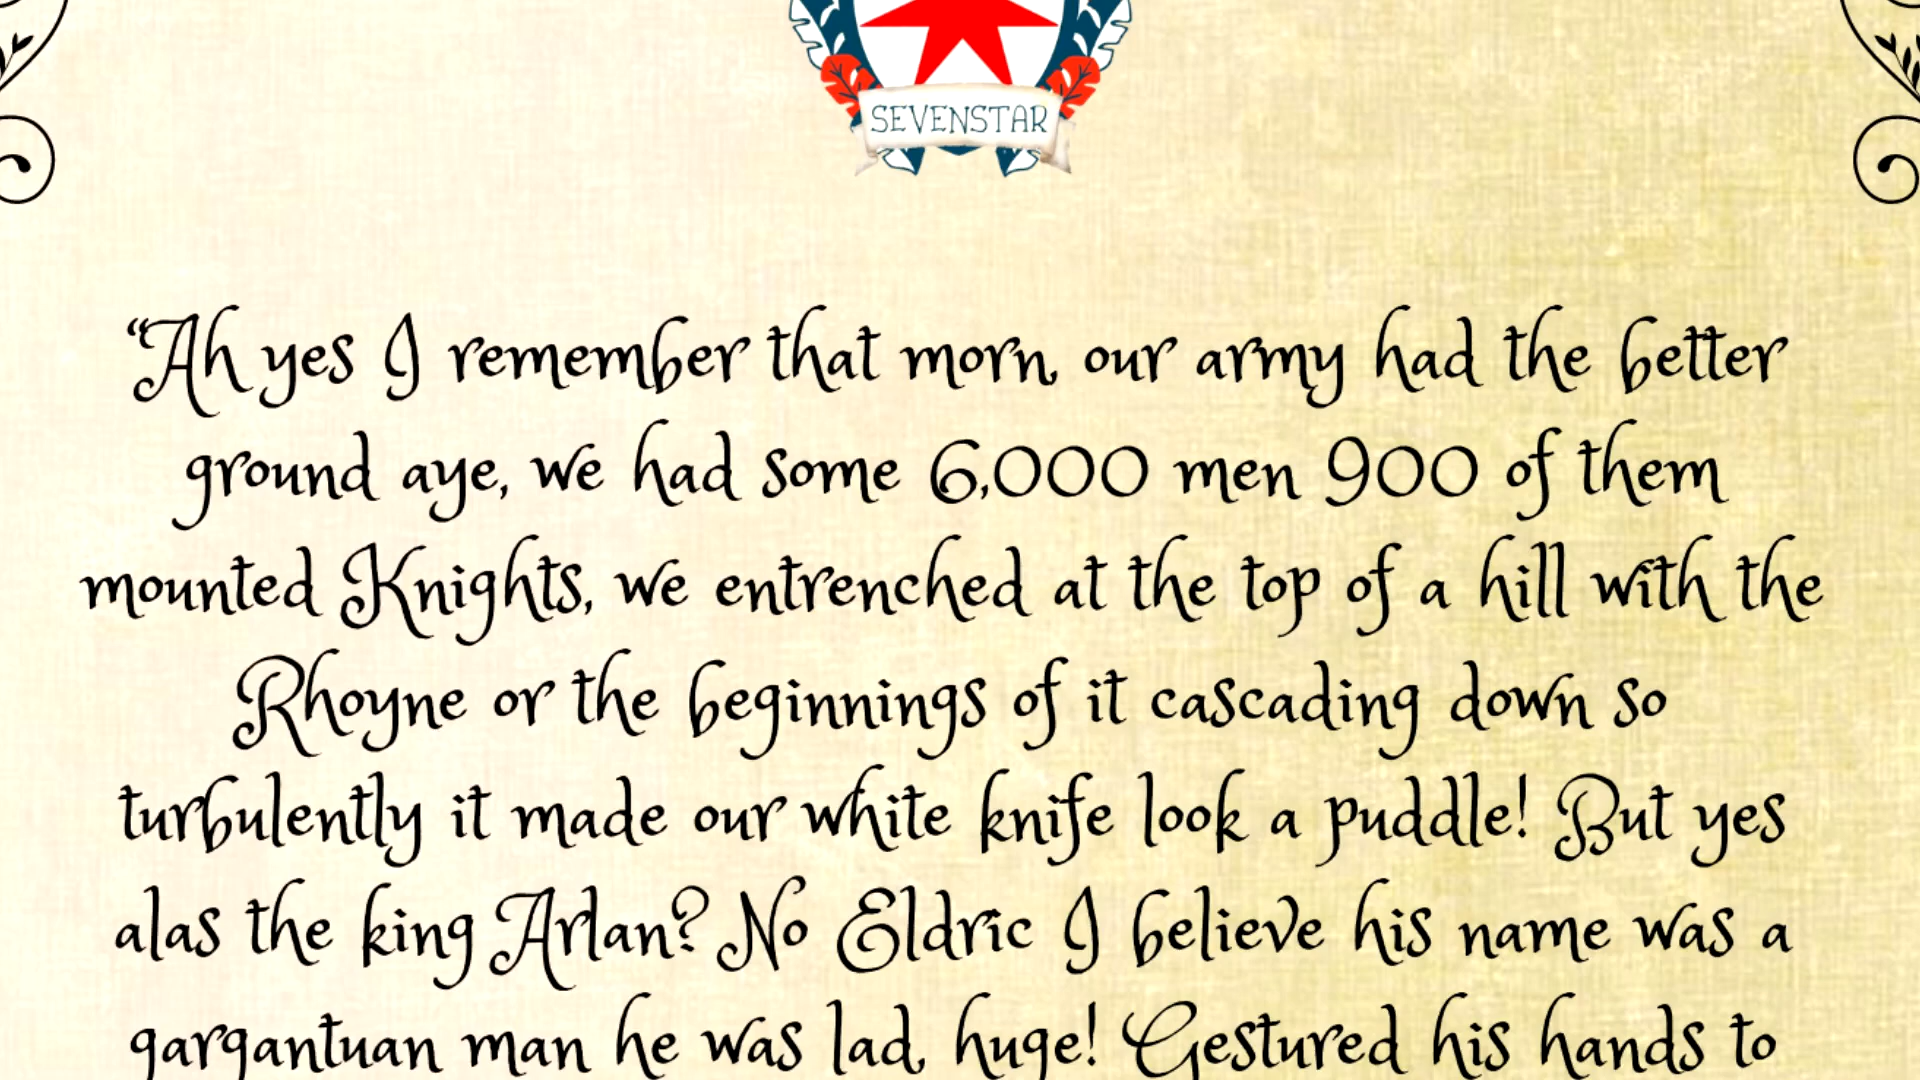 SEVENSTAR
“Ah yes I remember that morn, our army had the better
ground aye, we had some 6,000 men 900 of them
mounted Knights, we entrenched at the top of a hill with the
Rhoyne or the beginnings of it cascading down so
turbulently it made our white knife look a puddle! But yes
alas the king Arlan? No Eldric I believe his name was a
gargantuan man he was lad, huge! Gestured his hands to